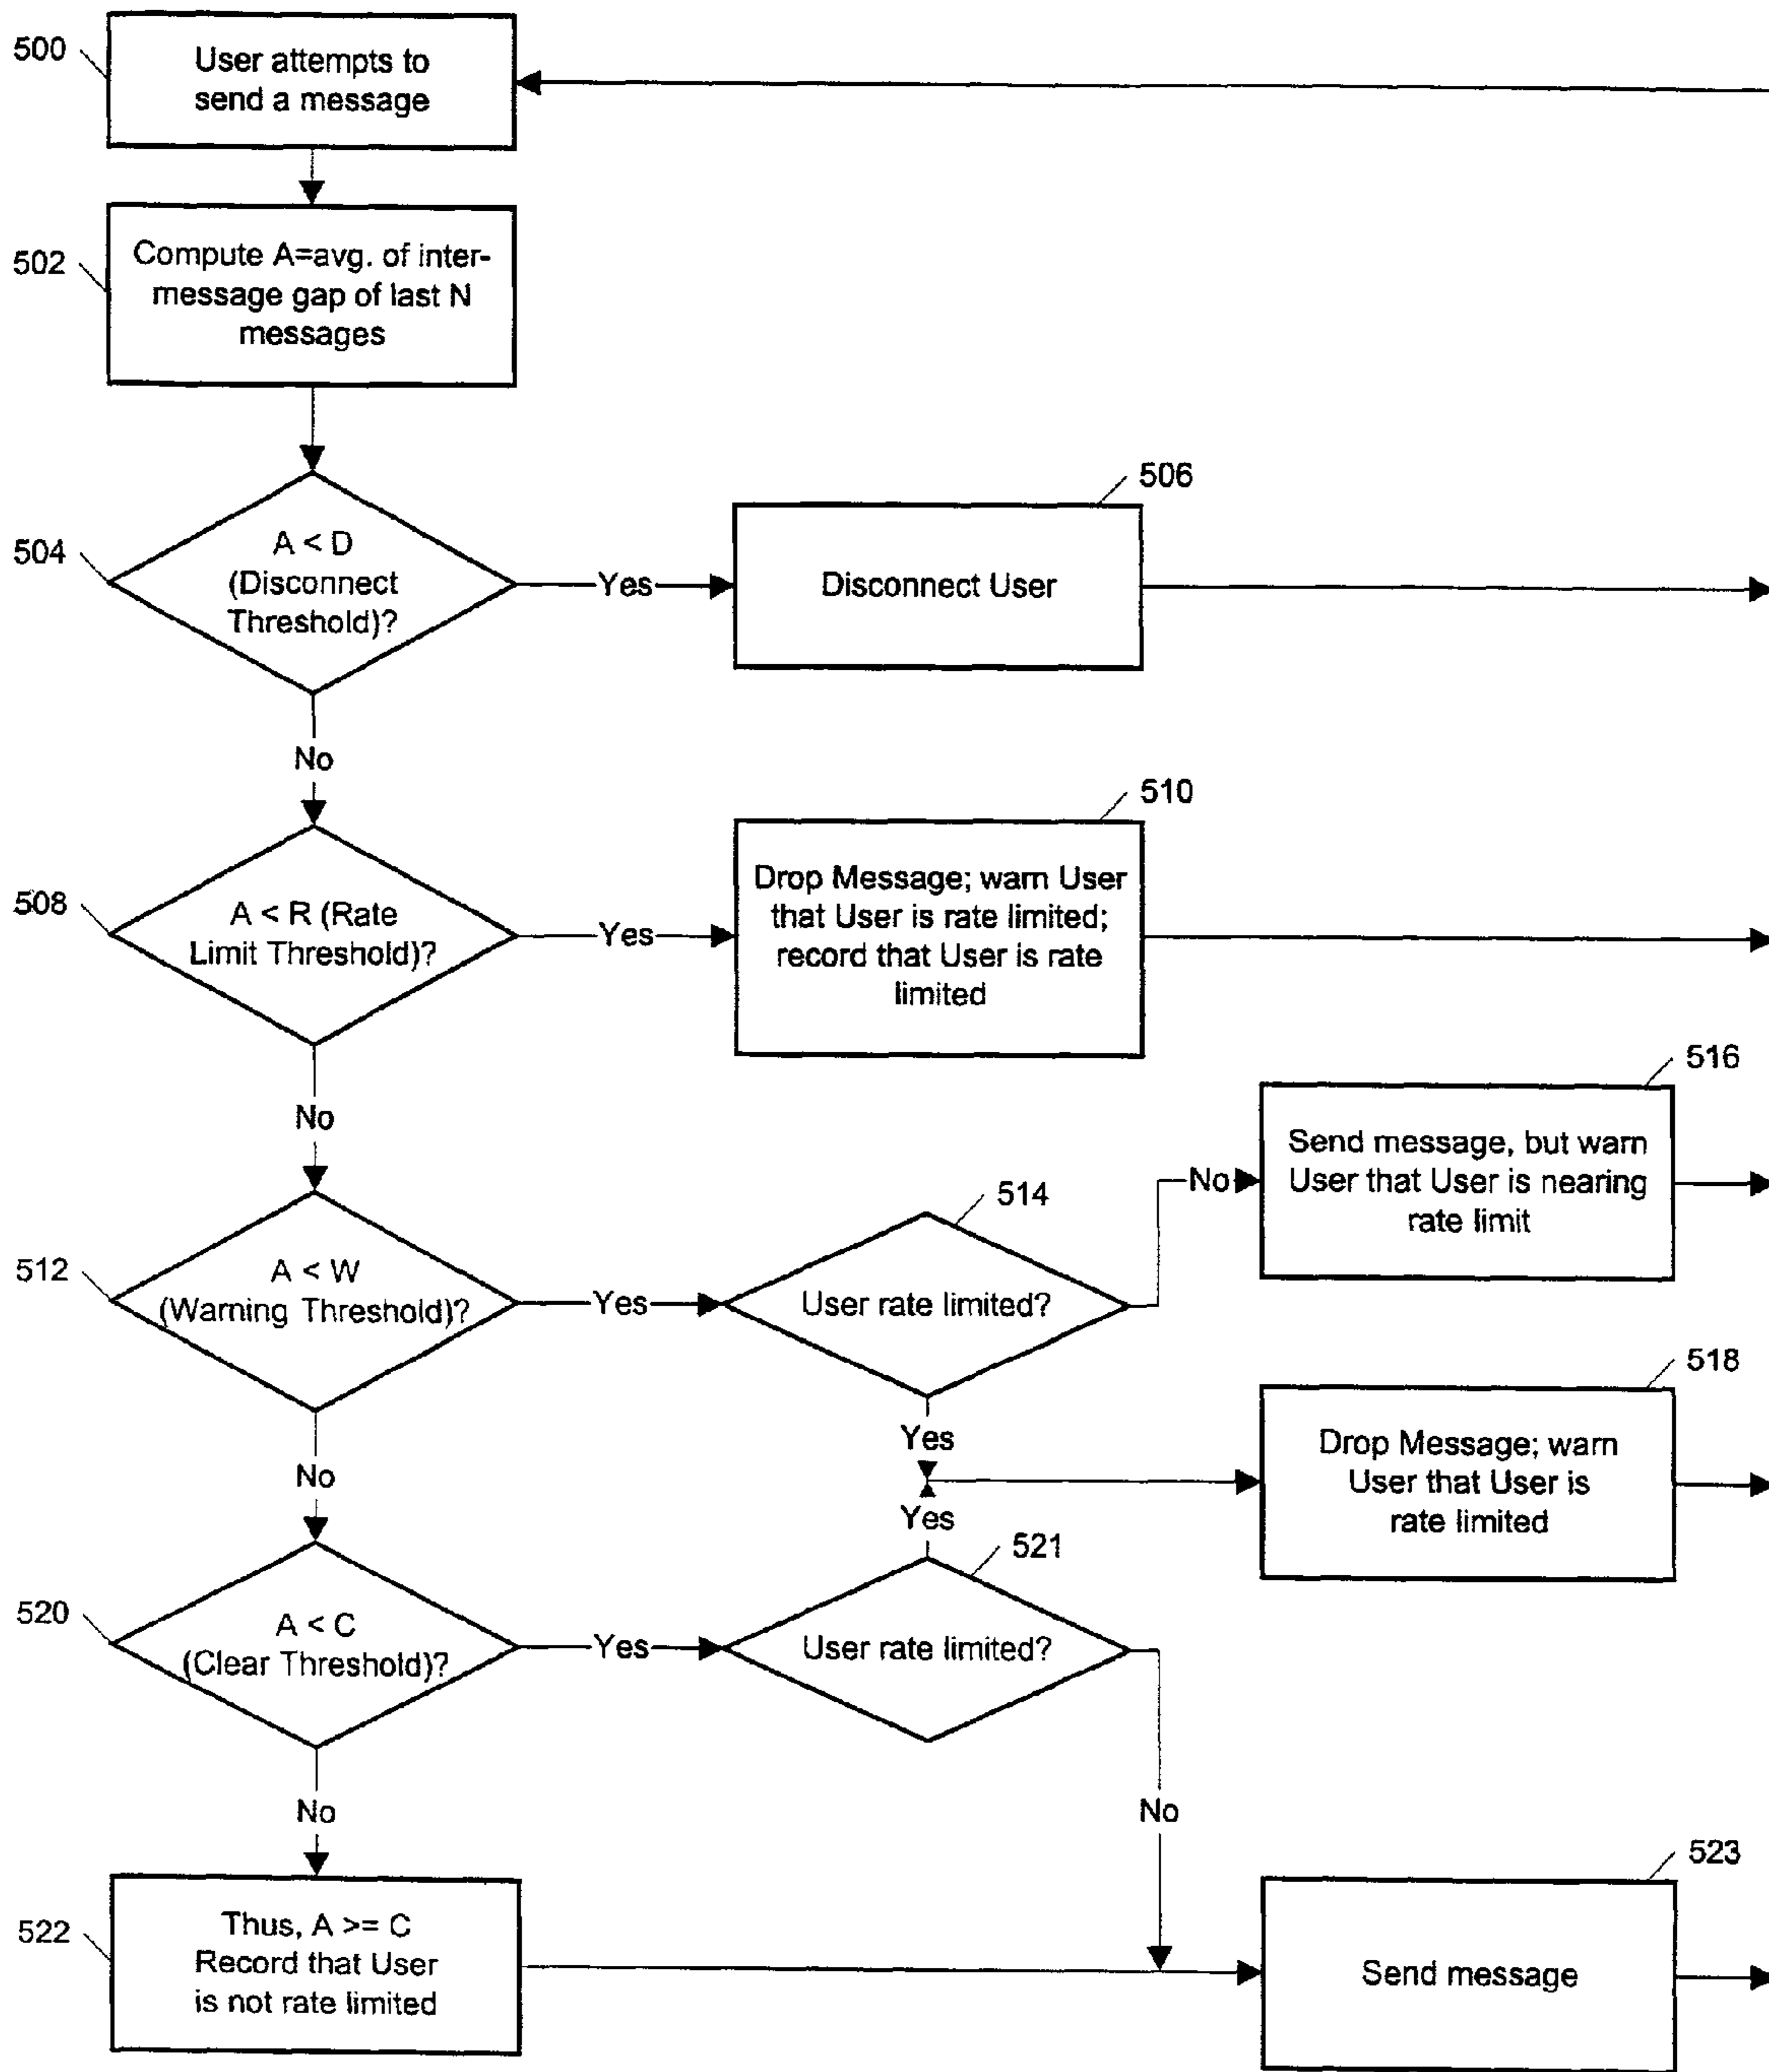 500
User attempts to
send a message
502
Compute A=avg. of inter-
message gap of last N
messages
504
A < D
(Disconnect
Threshold)?
Yes
506
Disconnect User
No
508
A < R (Rate
Limit Threshold)?
Yes
510
Drop Message; warn User
that User is rate limited;
record that User is rate
limited
No
512
A < W
(Warning Threshold)?
Yes
514
User rate limited?
No
516
Send message, but warn
User that User is nearing
rate limit
Yes
518
Drop Message; warn
User that User is
rate limited
No
520
A < C
(Clear Threshold)?
Yes
521
User rate limited?
Yes
No
No
522
Thus, A >= C
Record that User
is not rate limited
523
Send message